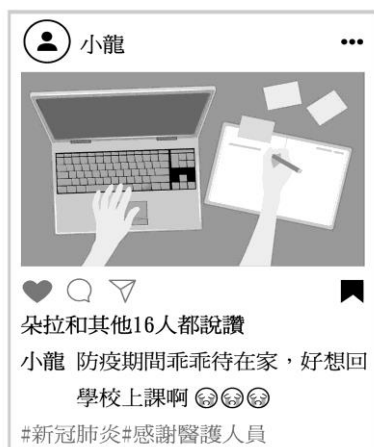 小龍
朵拉和其他16人都說讚
小龍 防疫期間乖乖待在家，好想回
學校上課啊 😭😭😭
#新冠肺炎#感謝醫護人員